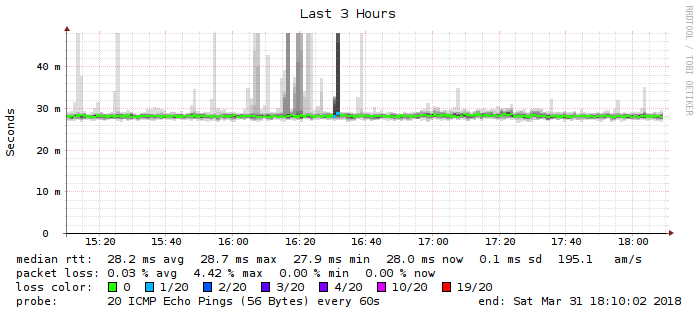 Last 3 Hours
RRDTOOL / TOBI OETIKER
Seconds
40 m
30 m
20 m
10 m
0
15:20 15:40 16:00 16:20 16:40 17:00 17:20 17:40 18:00
median rtt: 28.2 ms avg 28.7 ms max 27.9 ms min 28.0 ms now 0.1 ms sd 195.1 am/s
packet loss: 0.03 % avg 4.42 % max 0.00 % min 0.00 % now
loss color: 0 1/20 2/20 3/20 4/20 10/20 19/20
probe: 20 ICMP Echo Pings (56 Bytes) every 60s end: Sat Mar 31 18:10:02 2018